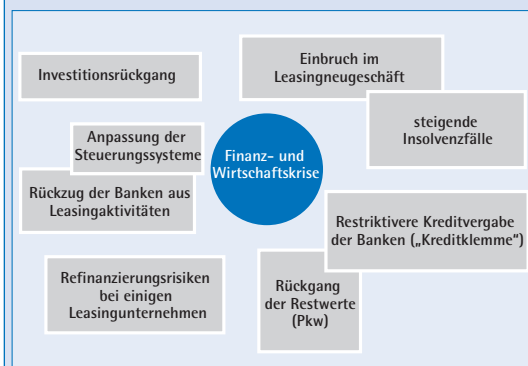 Einbruch im
Leasingneugeschäft
Investitionsrückgang
steigende
Insolvenzfälle
Anpassung der
Steuerungssysteme
Finanz- und
Wirtschaftskrise
Rückzug der Banken aus
Leasingaktivitäten
Restriktivere Kreditvergabe
der Banken („Kreditklemme“)
Refinanzierungsrisiken
bei einigen
Leasingunternehmen
Rückgang
der Restwerte
(Pkw)